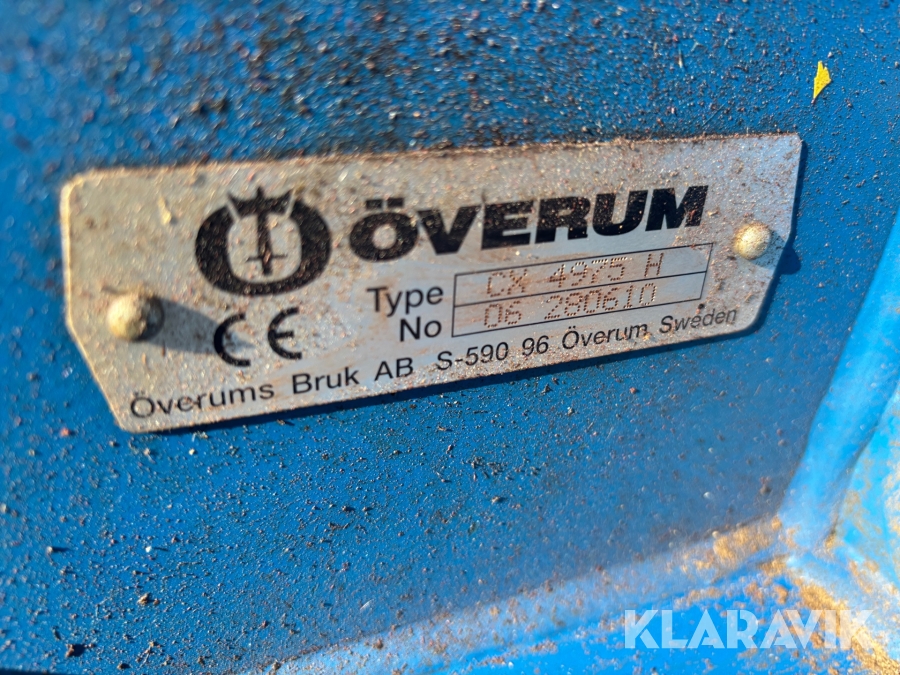 ÖVERUM
Type CX 4975 H
No 06 280610
CE
Överums Bruk AB S-590 96 Överum Sweden
KLARAVIK